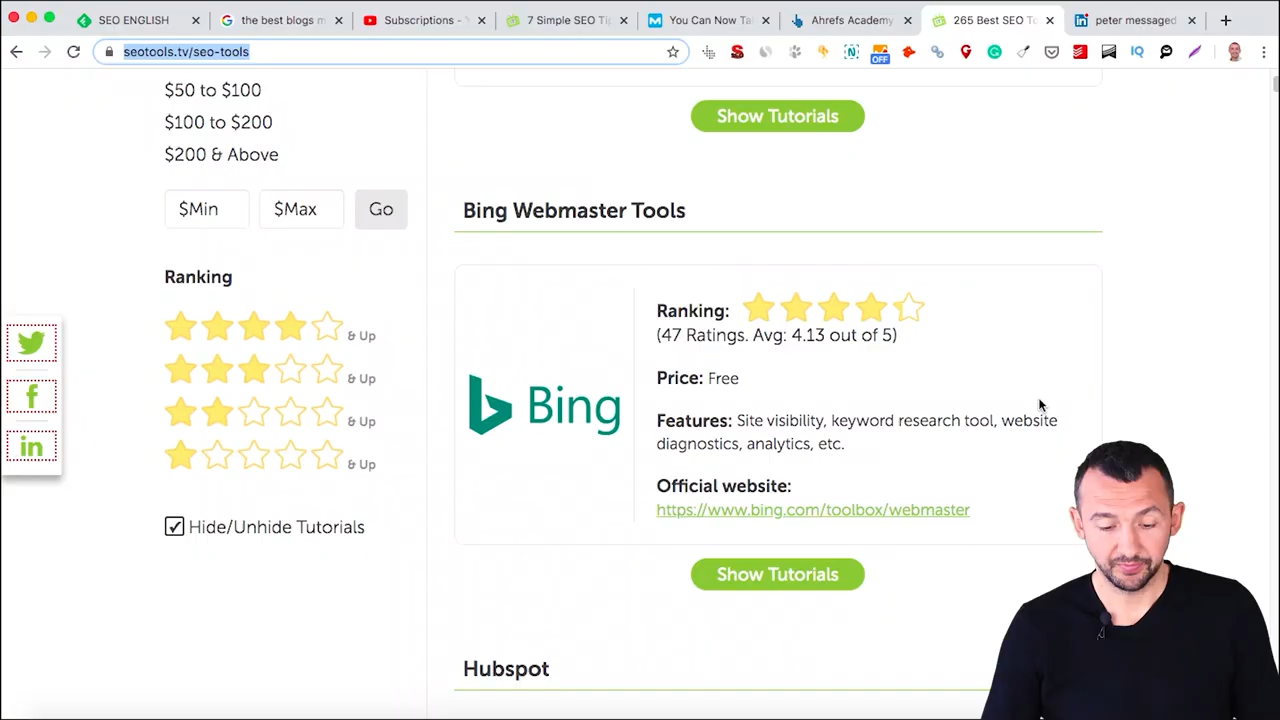 SEO ENGLISH
the best blogs m
Subscriptions - Y
7 Simple SEO Ti
You Can Now Tal
Ahrefs Academy
265 Best SEO To
peter messaged
seotools.tv/seo-tools
OFF
IQ
$50 to $100
$100 to $200
$200 & Above
$Min
$Max
Go
Ranking
& Up
& Up
& Up
& Up
Hide/Unhide Tutorials
Show Tutorials
Bing Webmaster Tools
Bing
Ranking:
(47 Ratings. Avg: 4.13 out of 5)
Price: Free
Features: Site visibility, keyword research tool, website
diagnostics, analytics, etc.
Official website:
https://www.bing.com/toolbox/webmaster
Show Tutorials
Hubspot